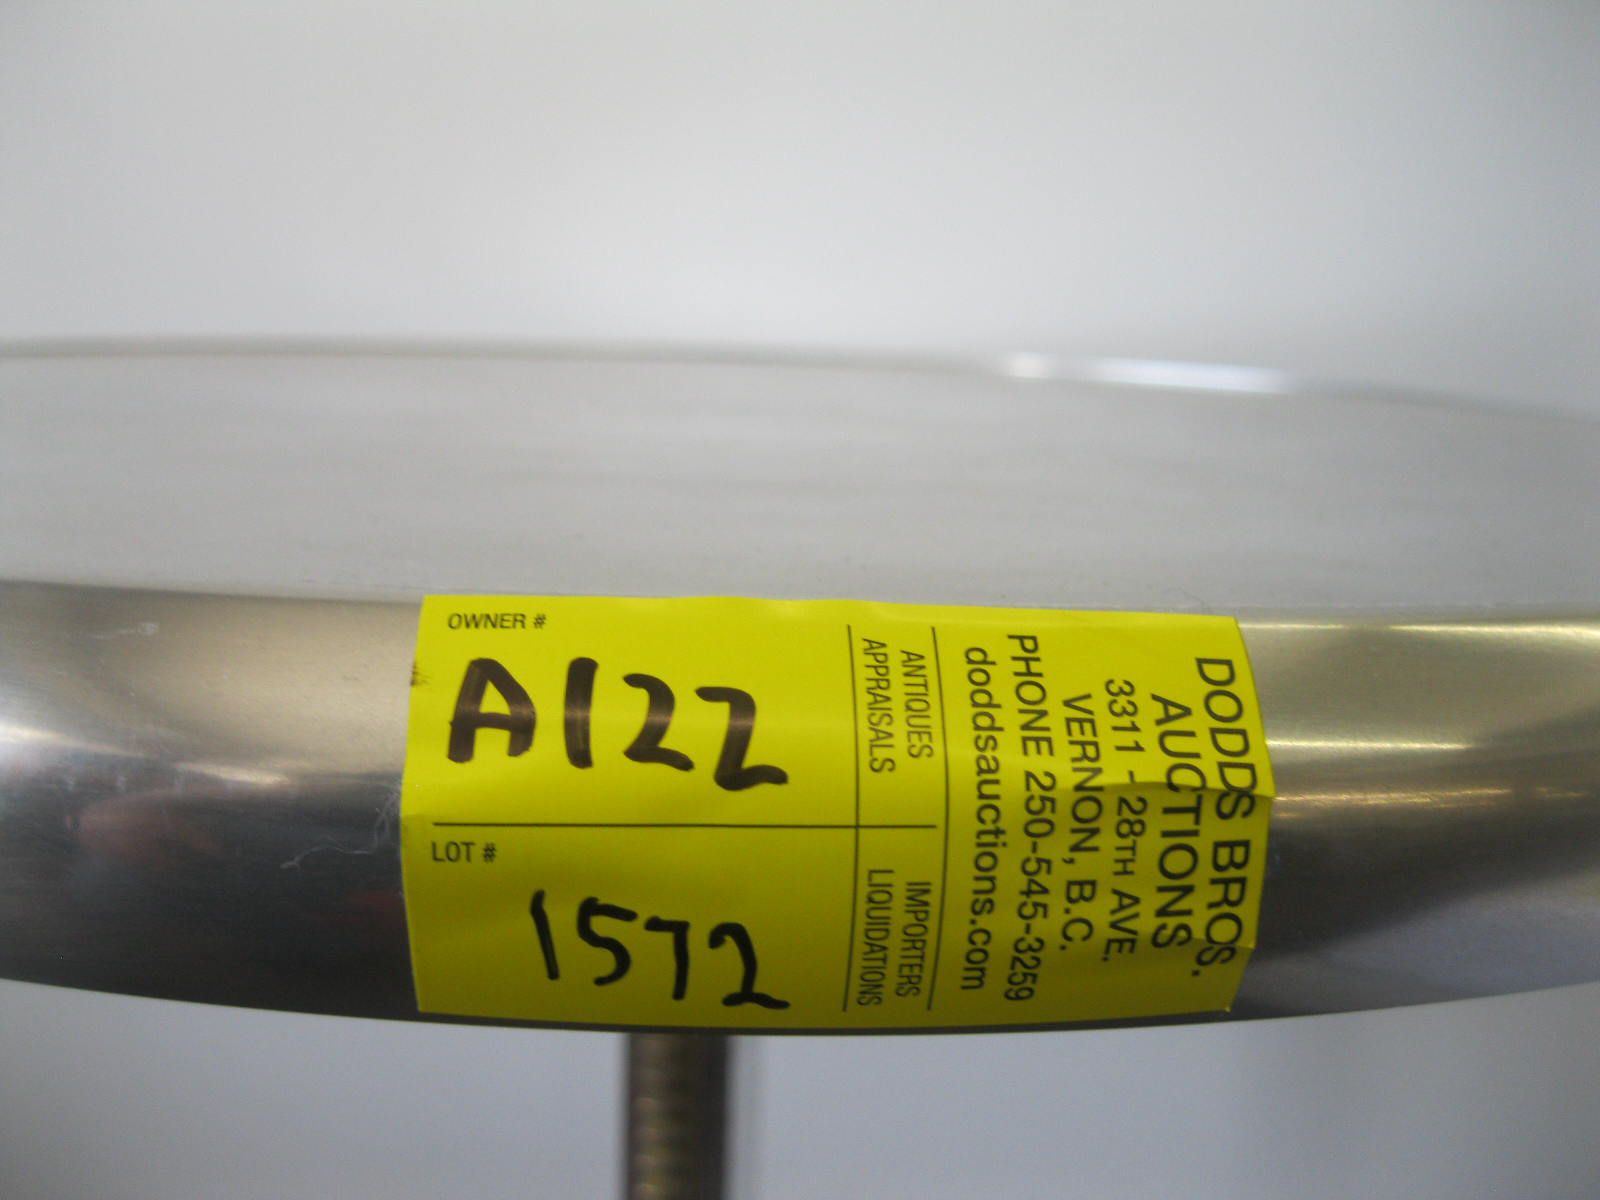 OWNER #
A122
LOT #
1572
ANTIQUES
APPRAISALS
IMPORTERS
LIQUIDATIONS
DODDS BROS.
AUCTIONS
3311 - 28TH AVE.
VERNON, B.C.
PHONE 250-545-3259
doddsauctions.com